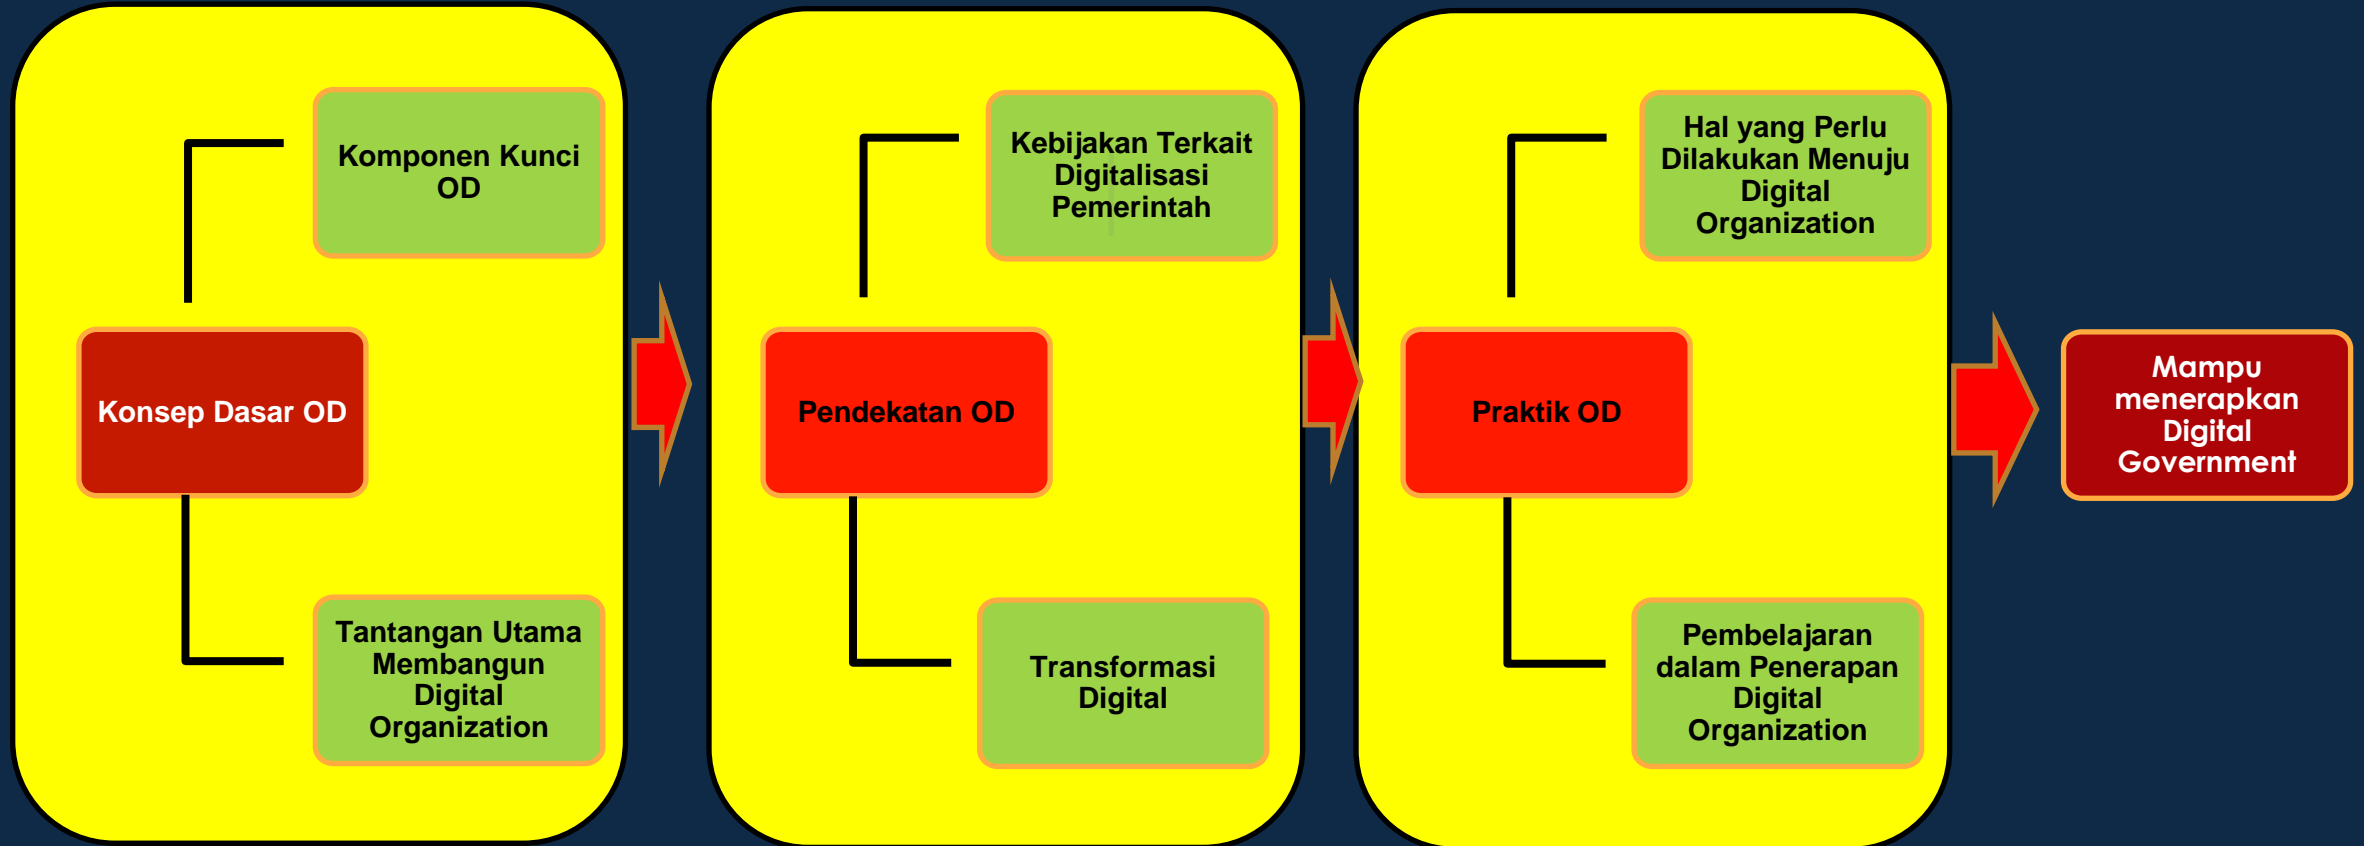 Komponen Kunci
OD
Konsep Dasar OD
Tantangan Utama
Membangun
Digital
Organization
Kebijakan Terkait
Digitalisasi
Pemerintah
Pendekatan OD
Transformasi
Digital
Hal yang Perlu
Dilakukan Menuju
Digital
Organization
Praktik OD
Pembelajaran
dalam Penerapan
Digital
Organization
Mampu
menerapkan
Digital
Government